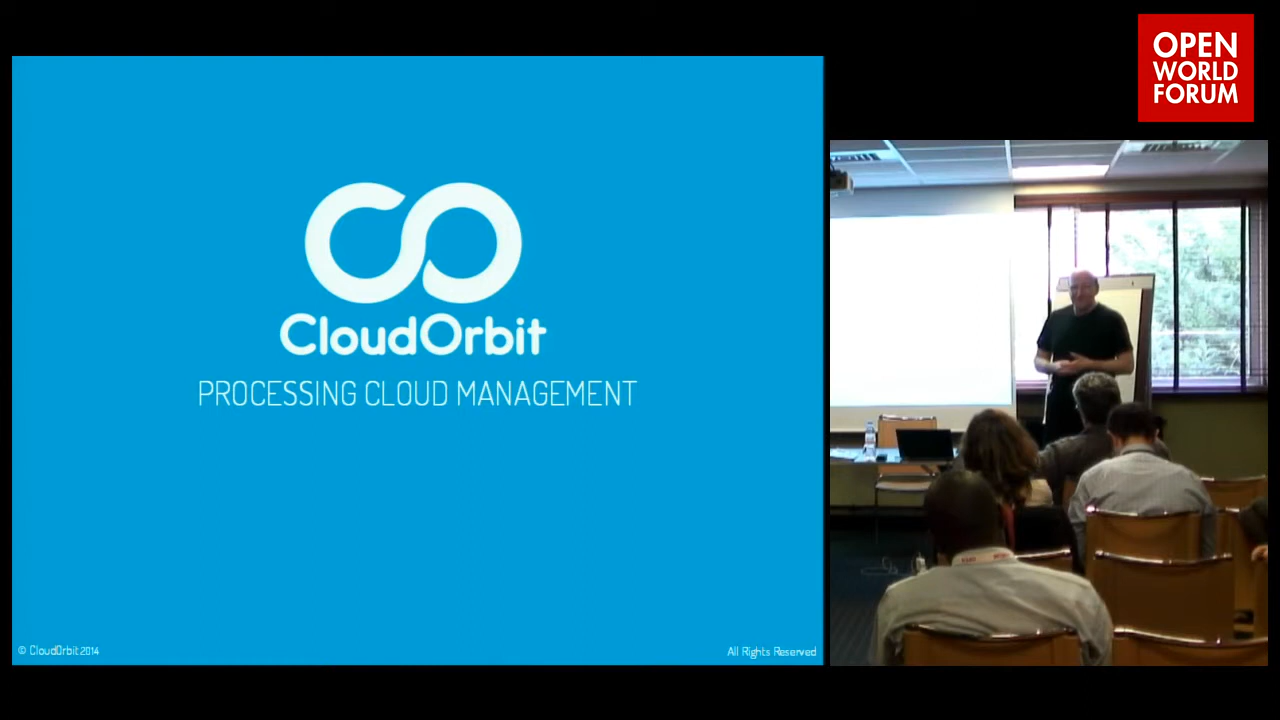 OPEN
WORLD
FORUM
CloudOrbit
PROCESSING CLOUD MANAGEMENT
© CloudOrbit 2014
All Rights Reserved